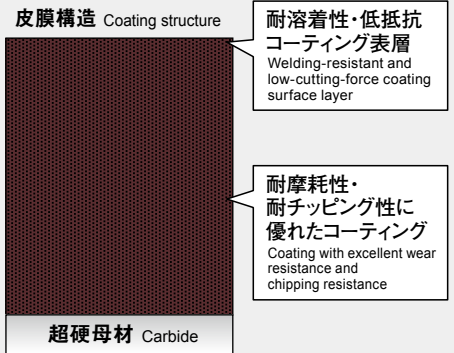 皮膜構造 Coating structure
耐溶着性・低抵抗
コーティング表層
Welding-resistant and
low-cutting-force coating
surface layer
耐摩耗性・
耐チッピング性に
優れたコーティング
Coating with excellent wear
resistance and
chipping resistance
超硬母材 Carbide